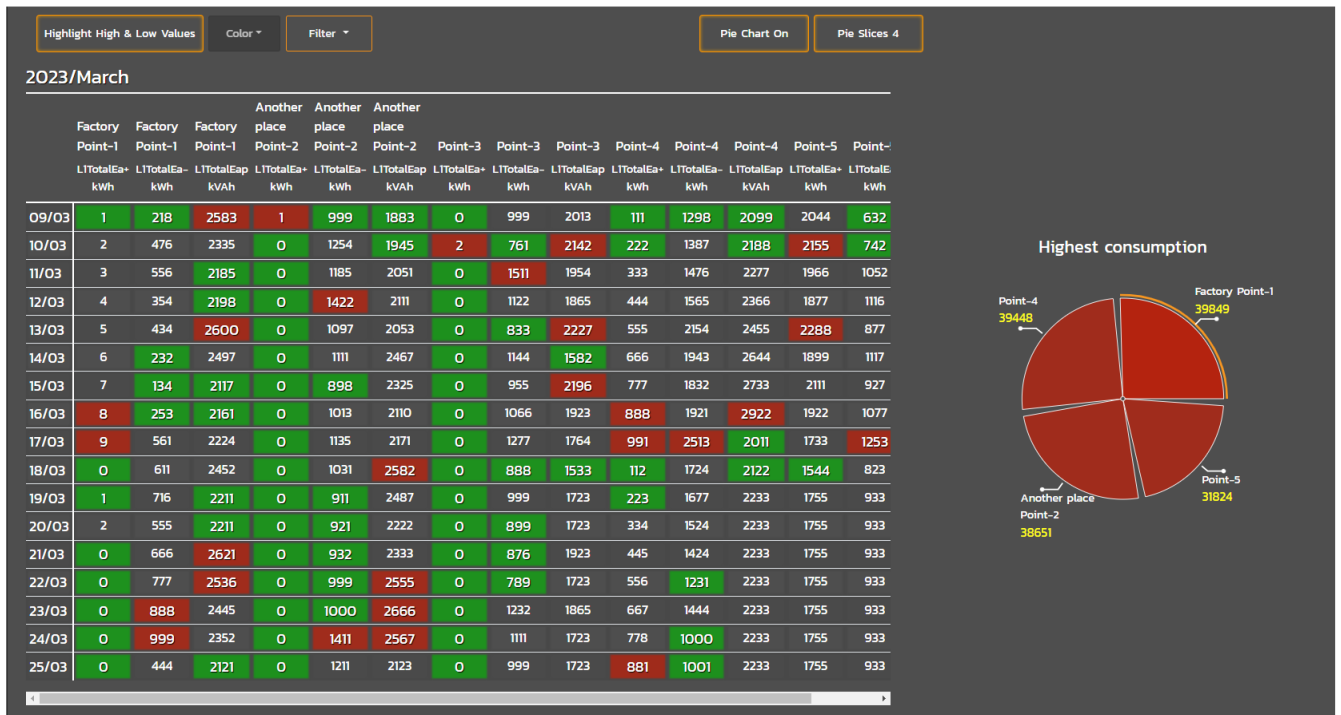 Highlight High & Low Values Color Filter Pie Chart On Pie Slices 4
2023/March
Another Another Another
Factory Factory Factory place place place
Point-1 Point-1 Point-1 Point-2 Point-2 Point-2 Point-3 Point-3 Point-3 Point-4 Point-4 Point-4 Point-5 Point-
L1TotalEa+ L1TotalEa- L1TotalEap L1TotalEa+ L1TotalEa- L1TotalEap L1TotalEa+ L1TotalEa- L1TotalEap L1TotalEa+ L1TotalEa- L1TotalEap L1TotalEa+ L1TotalE
kWh kWh kVAh kWh kWh kVAh kWh kWh kVAh kWh kWh kVAh kWh kWh
09/03 1 218 2583 1 999 1883 0 999 2013 111 1298 2099 2044 632
10/03 2 476 2335 0 1254 1945 2 761 2142 222 1387 2188 2155 742
11/03 3 556 2185 0 1185 2051 0 1511 1954 333 1476 2277 1966 1052
12/03 4 354 2198 0 1422 2111 0 1122 1865 444 1565 2366 1877 1116
13/03 5 434 2600 0 1097 2053 0 833 2227 555 2154 2455 2288 877
14/03 6 232 2497 0 1111 2467 0 1144 1582 666 1943 2644 1899 1117
15/03 7 134 2117 0 898 2325 0 955 2196 777 1832 2733 2111 927
16/03 8 253 2161 0 1013 2110 0 1066 1923 888 1921 2922 1922 1077
17/03 9 561 2224 0 1135 2171 0 1277 1764 991 2513 2011 1733 1253
18/03 0 611 2452 0 1031 2582 0 888 1533 112 1724 2122 1544 823
19/03 1 716 2211 0 911 2487 0 999 1723 223 1677 2233 1755 933
20/03 2 555 2211 0 921 2222 0 899 1723 334 1524 2233 1755 933
21/03 0 666 2621 0 932 2333 0 876 1923 445 1424 2233 1755 933
22/03 0 777 2536 0 999 2555 0 789 1723 556 1231 2233 1755 933
23/03 0 888 2445 0 1000 2666 0 1232 1865 667 1444 2233 1755 933
24/03 0 999 2352 0 1411 2567 0 1111 1723 778 1000 2233 1755 933
25/03 0 444 2121 0 1211 2123 0 999 1723 881 1001 2233 1755 933
Highest consumption
Factory Point-1
39849
Point-4
39448
Point-5
31824
Another place
Point-2
38651